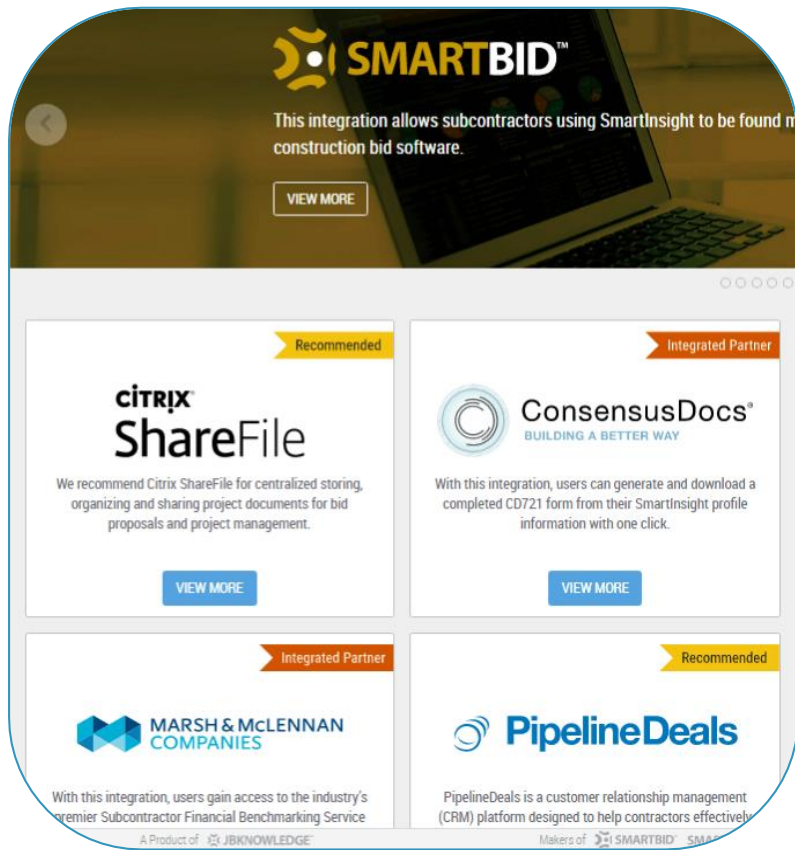 SMARTBID™
This integration allows subcontractors using SmartInsight to be found
construction bid software.
VIEW MORE
Recommended
CİTRIX
ShareFile
We recommend Citrix ShareFile for centralized storing,
organizing and sharing project documents for bid
proposals and project management.
VIEW MORE
Integrated Partner
ConsensusDocs®
BUILDING A BETTER WAY
With this integration, users can generate and download a
completed CD721 form from their SmartInsight profile
information with one click.
VIEW MORE
Integrated Partner
MARSH & MCLENNAN
COMPANIES
With this integration, users gain access to the industry's
premier Subcontractor Financial Benchmarking Service
Recommended
PipelineDeals
PipelineDeals is a customer relationship management
(CRM) platform designed to help contractors effectively
A Product of JBKNOWLEDGE
Makers of SMARTBID